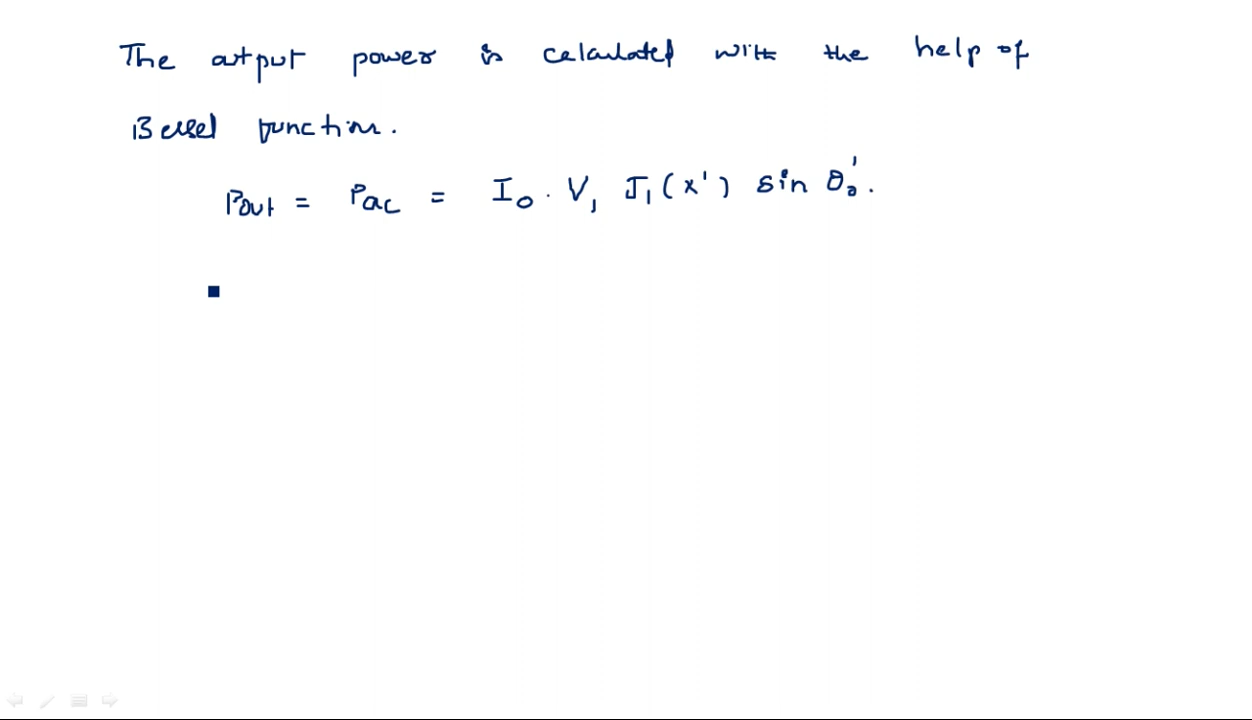 The output power is calculated with the help of
Bessel function.
Pout = Pac = I₀ · V₁ J₁(x') sin θ₀'.